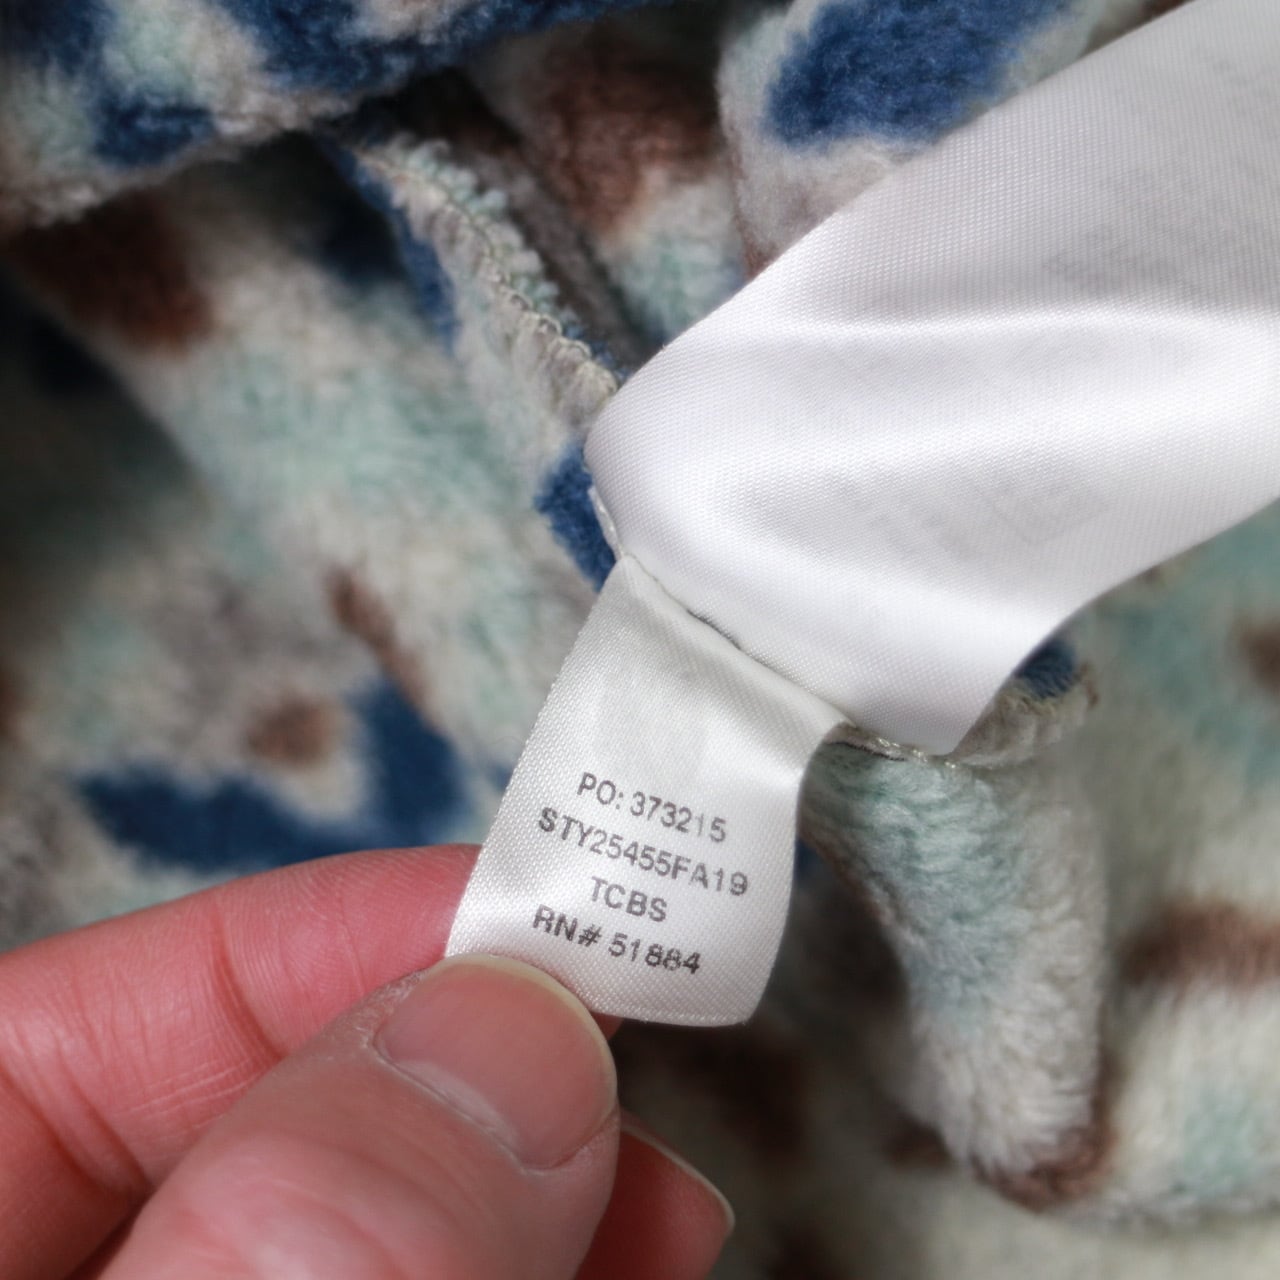 PO: 373215
STY25455FA19
TCBS
RN# 51884